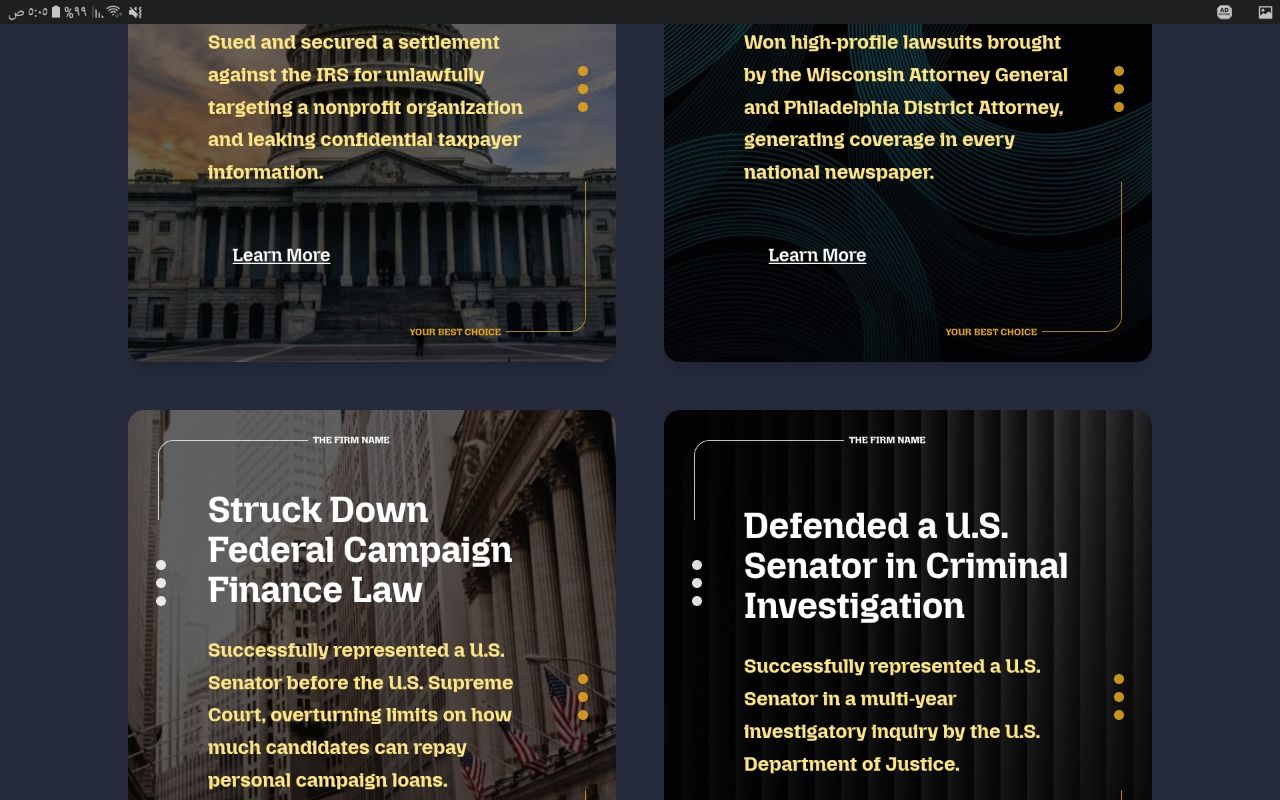 ٥:٠٥ ص
%٩٩
AD
Sued and secured a settlement
against the IRS for unlawfully
targeting a nonprofit organization
and leaking confidential taxpayer
information.
Learn More
YOUR BEST CHOICE
Won high-profile lawsuits brought
by the Wisconsin Attorney General
and Philadelphia District Attorney,
generating coverage in every
national newspaper.
Learn More
YOUR BEST CHOICE
THE FIRM NAME
Struck Down
Federal Campaign
Finance Law
Successfully represented a U.S.
Senator before the U.S. Supreme
Court, overturning limits on how
much candidates can repay
personal campaign loans.
THE FIRM NAME
Defended a U.S.
Senator in Criminal
Investigation
Successfully represented a U.S.
Senator in a multi-year
investigatory inquiry by the U.S.
Department of Justice.